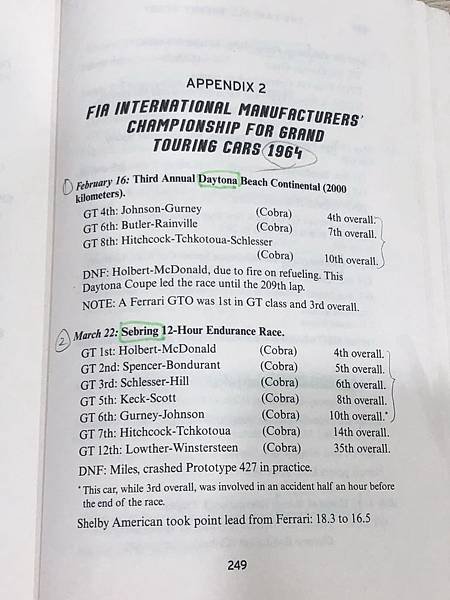 APPENDIX 2
FIA INTERNATIONAL MANUFACTURERS'
CHAMPIONSHIP FOR GRAND
TOURING CARS 1964
1 February 16: Third Annual Daytona Beach Continental (2000
kilometers).
GT 4th: Johnson-Gurney (Cobra) 4th overall.
GT 6th: Butler-Rainville (Cobra) 7th overall.
GT 8th: Hitchcock-Tchkotoua-Schlesser
(Cobra) 10th overall.
DNF: Holbert-McDonald, due to fire on refueling. This
Daytona Coupe led the race until the 209th lap.
NOTE: A Ferrari GTO was 1st in GT class and 3rd overall.
2 March 22: Sebring 12-Hour Endurance Race.
GT 1st: Holbert-McDonald (Cobra) 4th overall.
GT 2nd: Spencer-Bondurant (Cobra) 5th overall.
GT 3rd: Schlesser-Hill (Cobra) 6th overall.
GT 5th: Keck-Scott (Cobra) 8th overall.
GT 6th: Gurney-Johnson (Cobra) 10th overall.*
GT 7th: Hitchcock-Tchkotoua (Cobra) 14th overall.
GT 12th: Lowther-Winstersteen (Cobra) 35th overall.
DNF: Miles, crashed Prototype 427 in practice.
*This car, while 3rd overall, was involved in an accident half an hour before
the end of the race.
Shelby American took point lead from Ferrari: 18.3 to 16.5
249